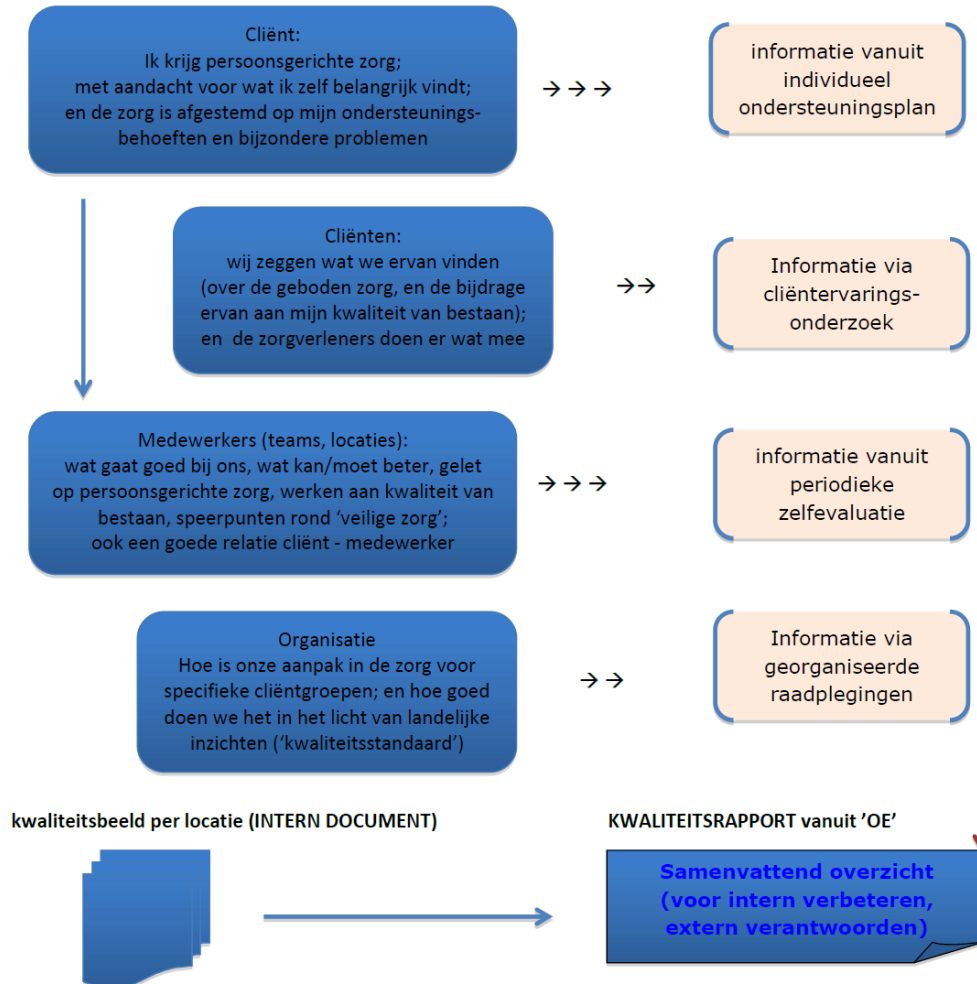 Cliënt:
Ik krijg persoonsgerichte zorg;
met aandacht voor wat ik zelf belangrijk vindt;
en de zorg is afgestemd op mijn ondersteunings-
behoeften en bijzondere problemen
→ → →
informatie vanuit
individueel
ondersteuningsplan
Cliënten:
wij zeggen wat we ervan vinden
(over de geboden zorg, en de bijdrage
ervan aan mijn kwaliteit van bestaan);
en de zorgverleners doen er wat mee
→→
Informatie via
cliëntervarings-
onderzoek
Medewerkers (teams, locaties):
wat gaat goed bij ons, wat kan/moet beter, gelet
op persoonsgerichte zorg, werken aan kwaliteit van
bestaan, speerpunten rond ‘veilige zorg’;
ook een goede relatie cliënt - medewerker
→ → →
informatie vanuit
periodieke
zelfevaluatie
Organisatie
Hoe is onze aanpak in de zorg voor
specifieke cliëntgroepen; en hoe goed
doen we het in het licht van landelijke
inzichten (‘kwaliteitsstandaard’)
→ →
Informatie via
georganiseerde
raadplegingen
kwaliteitsbeeld per locatie (INTERN DOCUMENT)
KWALITEITSRAPPORT vanuit ’OE’
Samenvattend overzicht
(voor intern verbeteren,
extern verantwoorden)